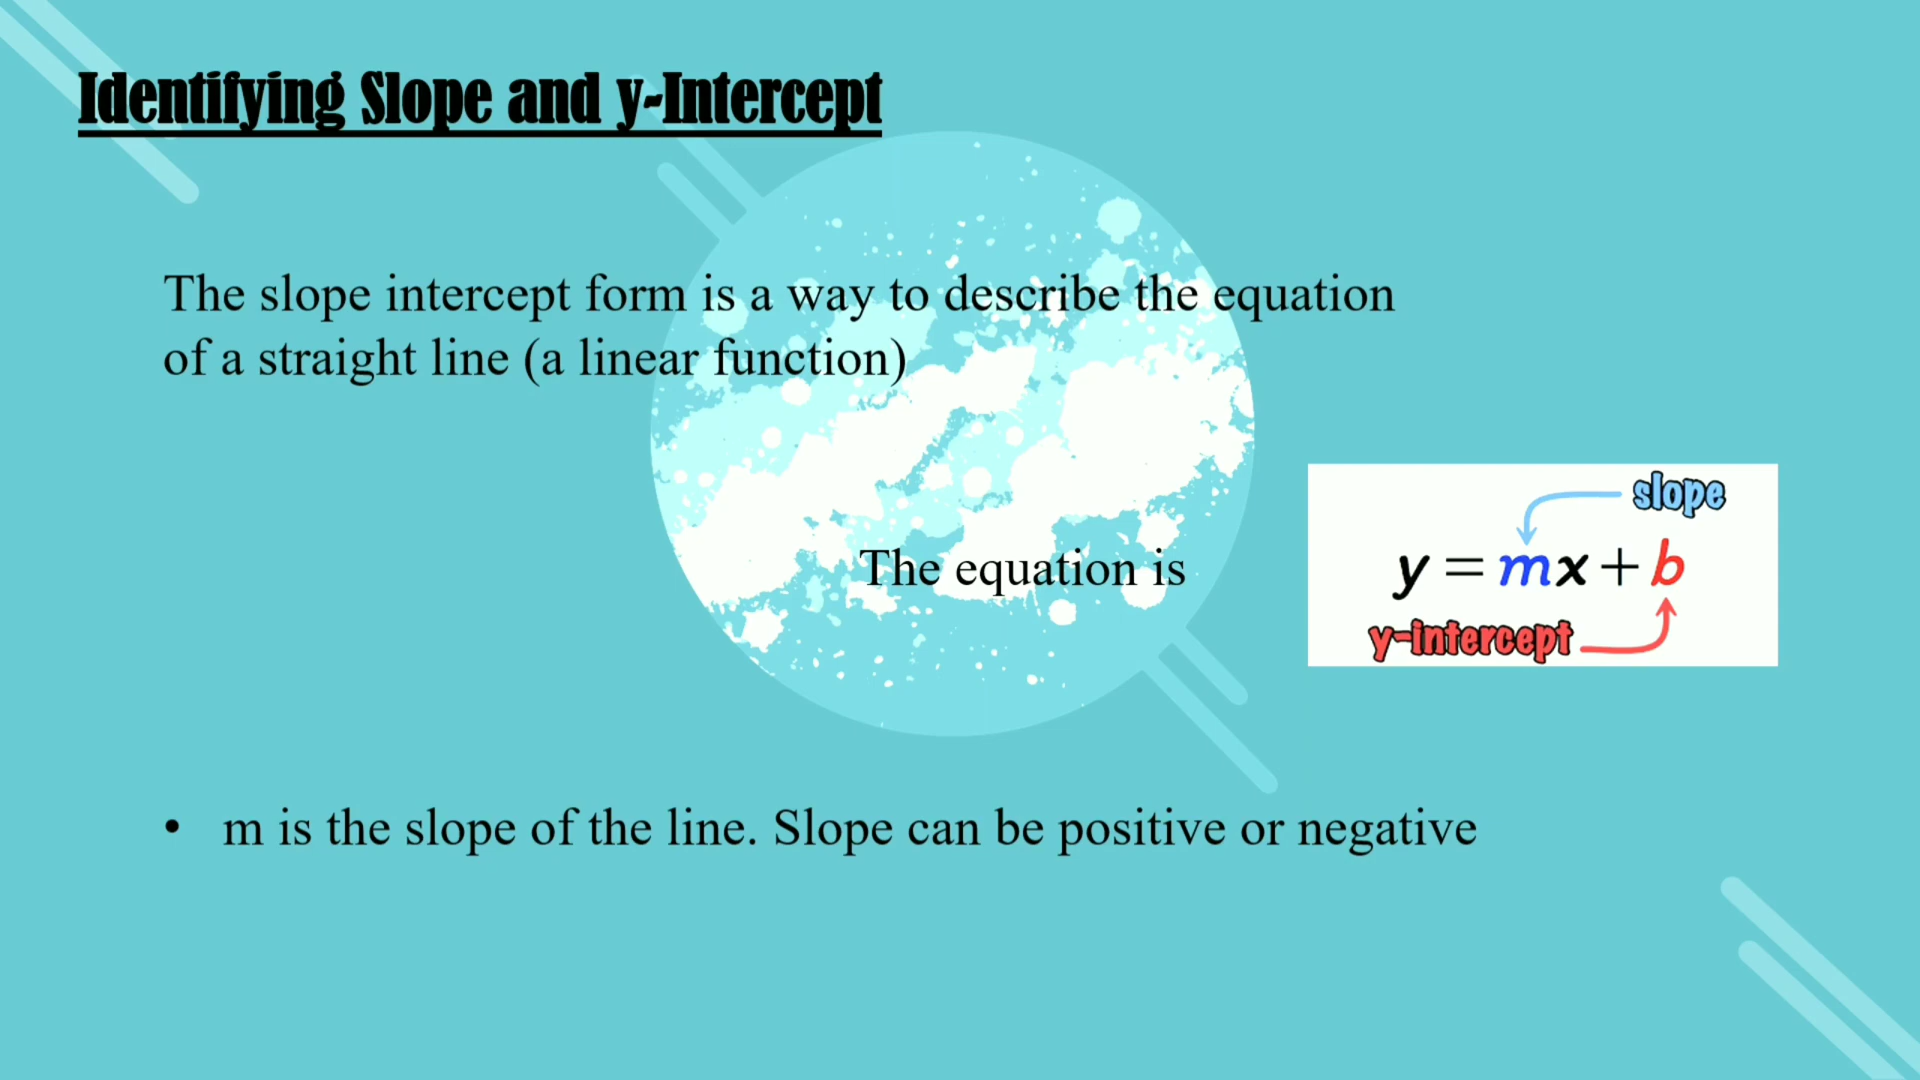 Identifying Slope and y-Intercept
The slope intercept form is a way to describe the equation
of a straight line (a linear function)
slope
The equation is
y = mx + b
y-intercept
• m is the slope of the line. Slope can be positive or negative